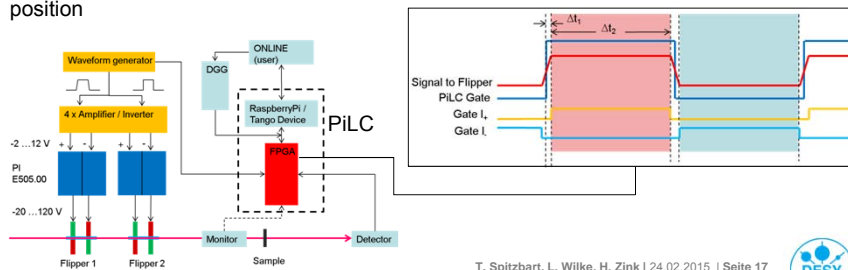 position
Waveform generator
4 x Amplifier / Inverter
-2 ...12 V
+ - + -
PI
E505.00
-20 ...120 V
Flipper 1
Flipper 2
ONLINE
(user)
DGG
RaspberryPi /
Tango Device
PiLC
FPGA
Monitor
Sample
Detector
Δt₁
Δt₂
Signal to Flipper
PiLC Gate
Gate I₊
Gate I₋
T. Spitzbart, L. Wilke, H. Zink | 24.02.2015 | Seite 17
DESY